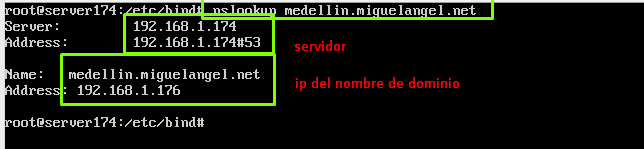 root@server174:/etc/bind# nslookup medellin.miguelangel.net
Server: 192.168.1.174
Address: 192.168.1.174#53
servidor
Name: medellin.miguelangel.net
Address: 192.168.1.176
ip del nombre de dominio
root@server174:/etc/bind#